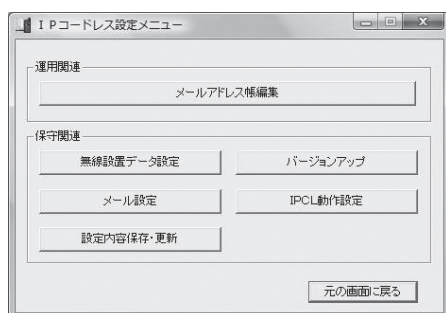 ＩＰコードレス設定メニュー
運用関連
メールアドレス帳編集
保守関連
無線設置データ設定
バージョンアップ
メール設定
IPCL動作設定
設定内容保存・更新
元の画面に戻る